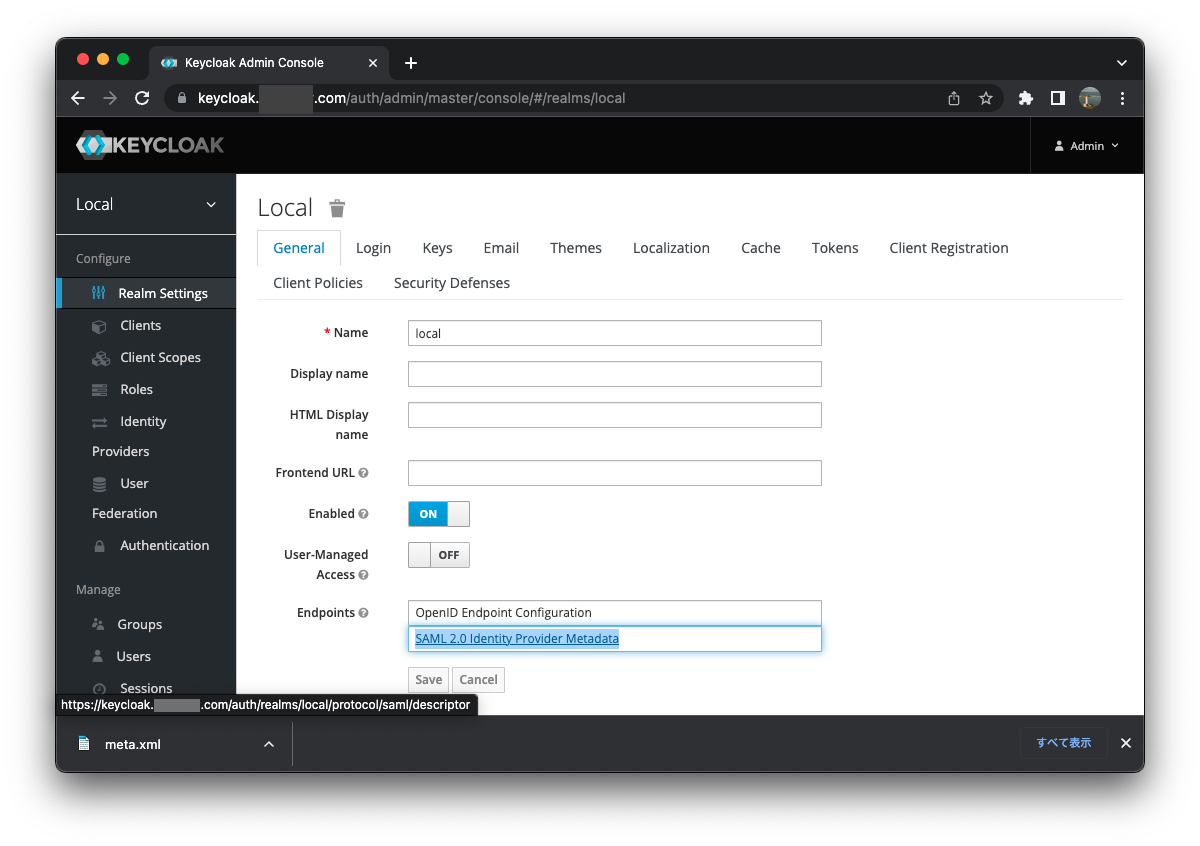 Keycloak Admin Console
keycloak. .com/auth/admin/master/console/#/realms/local
KEYCLOAK
Admin
Local
Configure
Realm Settings
Clients
Client Scopes
Roles
Identity
Providers
User
Federation
Authentication
Manage
Groups
Users
Sessions
Local
General Login Keys Email Themes Localization Cache Tokens Client Registration
Client Policies Security Defenses
* Name local
Display name
HTML Display
name
Frontend URL
Enabled ON
User-Managed
Access OFF
Endpoints OpenID Endpoint Configuration
SAML 2.0 Identity Provider Metadata
Save Cancel
https://keycloak. .com/auth/realms/local/protocol/saml/descriptor
meta.xml
すべて表示